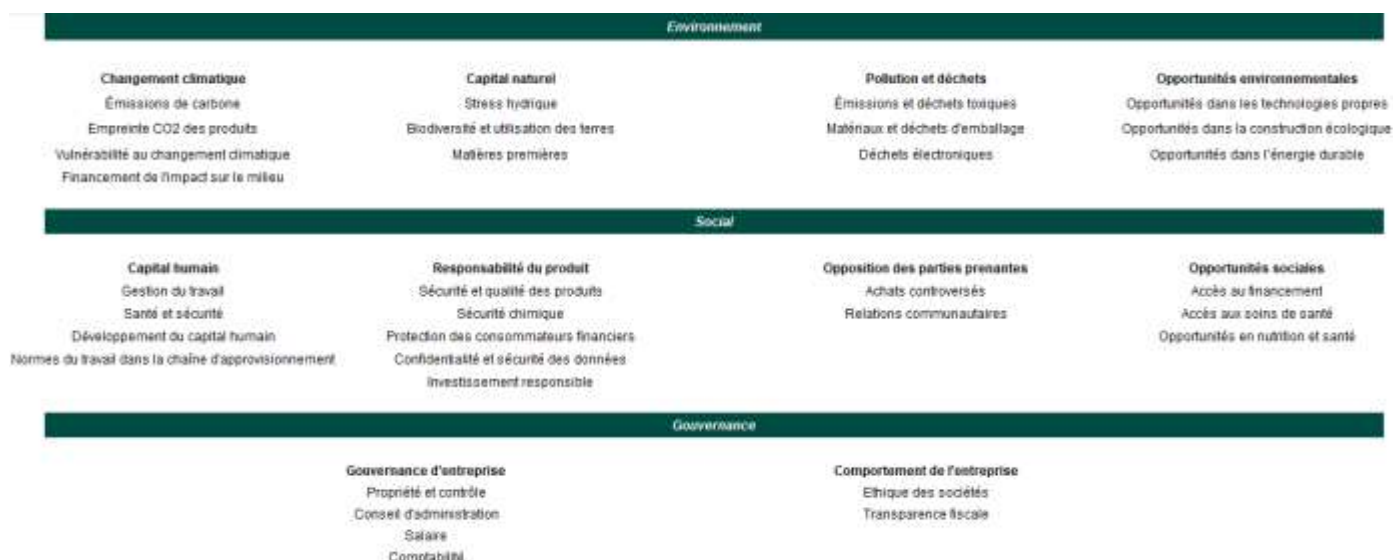 Environnement
Changement climatique
Émissions de carbone
Empreinte CO2 des produits
Vulnérabilité au changement climatique
Financement de l'impact sur le milieu
Capital naturel
Stress hydrique
Biodiversité et utilisation des terres
Matières premières
Pollution et déchets
Émissions et déchets toxiques
Matériaux et déchets d'emballage
Déchets électroniques
Opportunités environnementales
Opportunités dans les technologies propres
Opportunités dans la construction écologique
Opportunités dans l'énergie durable
Social
Capital humain
Gestion du travail
Santé et sécurité
Développement du capital humain
Normes du travail dans la chaîne d'approvisionnement
Responsabilité du produit
Sécurité et qualité des produits
Sécurité chimique
Protection des consommateurs financiers
Confidentialité et sécurité des données
Investissement responsible
Opposition des parties prenantes
Achats controversés
Relations communautaires
Opportunités sociales
Accès au financement
Accès aux soins de santé
Opportunités en nutrition et santé
Gouvernance
Gouvernance d'entreprise
Propriété et contrôle
Conseil d'administration
Salaire
Comptabilité
Comportement de l'entreprise
Ethique des sociétés
Transparence fiscale